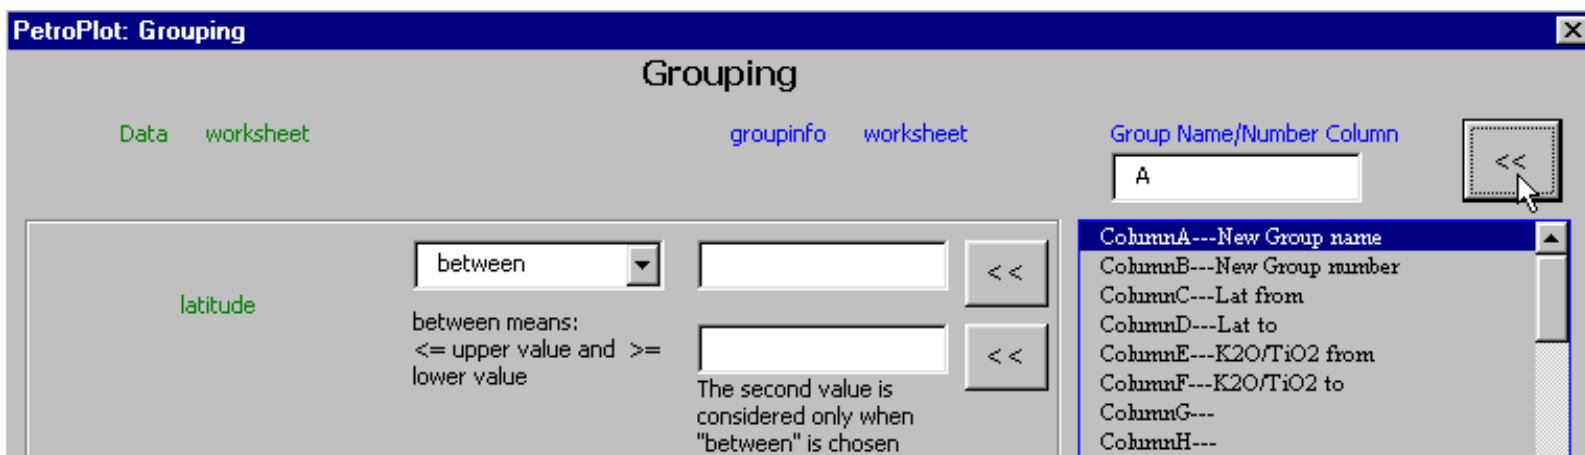 PetroPlot: Grouping
Grouping
Data worksheet
groupinfo worksheet
Group Name/Number Column
A
<<
latitude
between
between means:
<= upper value and >=
lower value
<<
<<
The second value is
considered only when
"between" is chosen
ColumnA---New Group name
ColumnB---New Group number
ColumnC---Lat from
ColumnD---Lat to
ColumnE---K2O/TiO2 from
ColumnF---K2O/TiO2 to
ColumnG---
ColumnH---